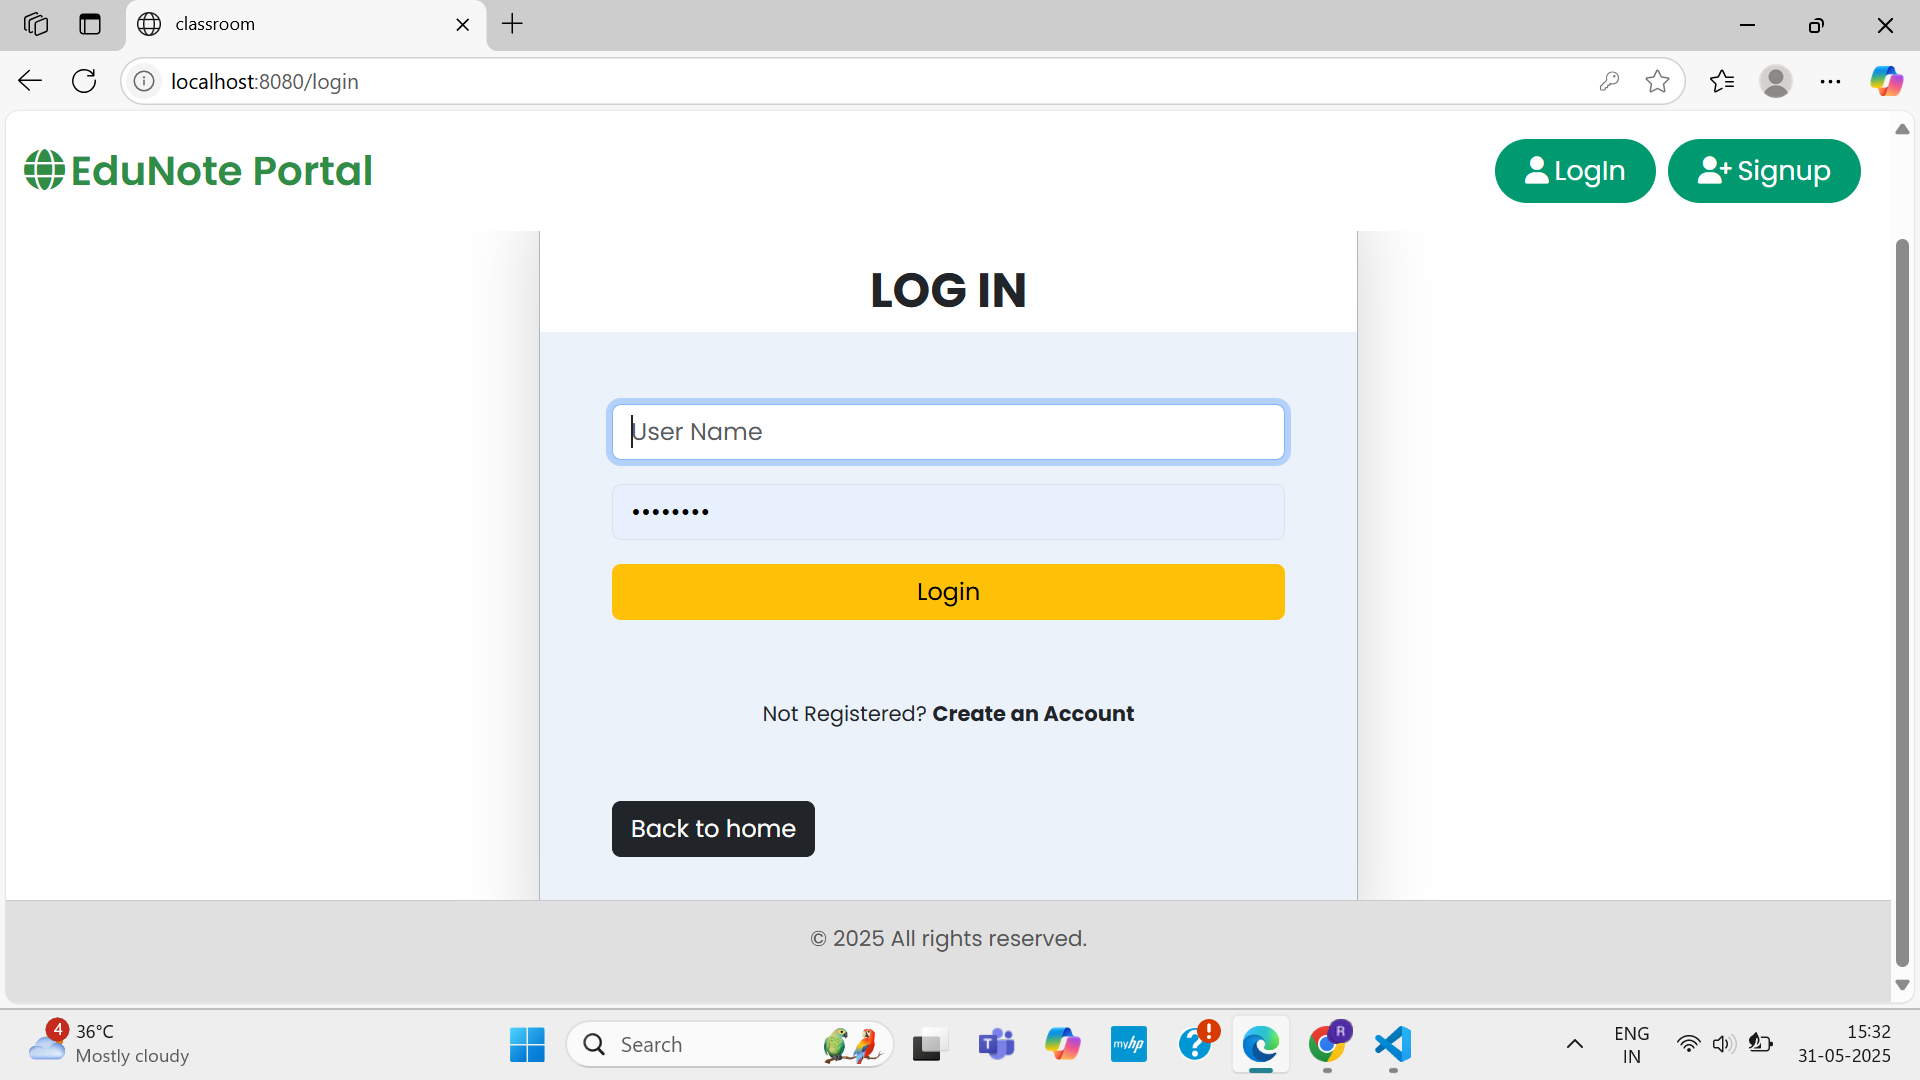 classroom
localhost:8080/login
EduNote Portal
LogIn
Signup
LOG IN
User Name
••••••••
Login
Not Registered? Create an Account
Back to home
© 2025 All rights reserved.
4
36°C
Mostly cloudy
Search
T
myhp
?
!
R
ENG
IN
15:32
31-05-2025